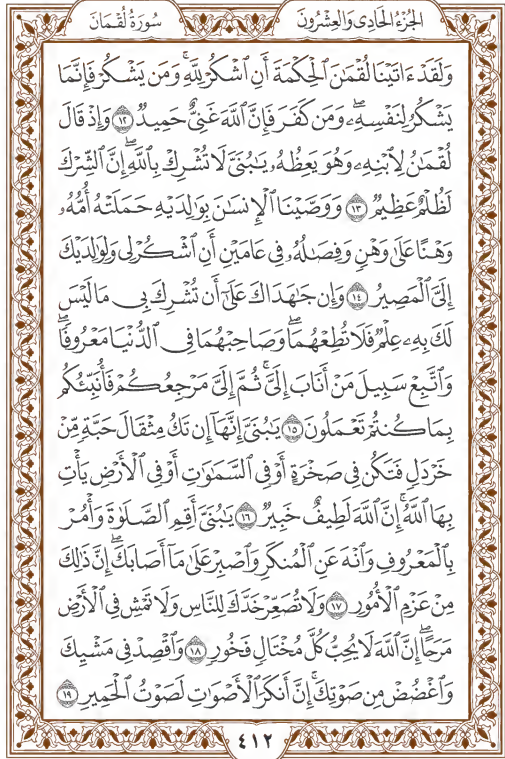 الجُزْءُ الحَادِى وَالعِشْرُونَ
سُورَةُ لُقْمَان
وَلَقَدْ ءَاتَيْنَا لُقْمَٰنَ ٱلْحِكْمَةَ أَنِ ٱشْكُرْ لِلَّهِ ۚ وَمَن يَشْكُرْ فَإِنَّمَا
يَشْكُرُ لِنَفْسِهِۦ ۖ وَمَن كَفَرَ فَإِنَّ ٱللَّهَ غَنِىٌّ حَمِيدٌ ١٢ وَإِذْ قَالَ
لُقْمَٰنُ لِٱبْنِهِۦ وَهُوَ يَعِظُهُۥ يَٰبُنَىَّ لَا تُشْرِكْ بِٱللَّهِ ۖ إِنَّ ٱلشِّرْكَ
لَظُلْمٌ عَظِيمٌ ١٣ وَوَصَّيْنَا ٱلْإِنسَٰنَ بِوَٰلِدَيْهِ حَمَلَتْهُ أُمُّهُۥ
وَهْنًا عَلَىٰ وَهْنٍ وَفِصَٰلُهُۥ فِى عَامَيْنِ أَنِ ٱشْكُرْ لِى وَلِوَٰلِدَيْكَ
إِلَىَّ ٱلْمَصِيرُ ١٤ وَإِن جَٰهَدَاكَ عَلَىٰٓ أَن تُشْرِكَ بِى مَا لَيْسَ
لَكَ بِهِۦ عِلْمٌ فَلَا تُطِعْهُمَا ۖ وَصَاحِبْهُمَا فِى ٱلدُّنْيَا مَعْرُوفًا ۖ
وَٱتَّبِعْ سَبِيلَ مَنْ أَنَابَ إِلَىَّ ۚ ثُمَّ إِلَىَّ مَرْجِعُكُمْ فَأُنَبِّئُكُم
بِمَا كُنتُمْ تَعْمَلُونَ ١٥ يَٰبُنَىَّ إِنَّهَآ إِن تَكُ مِثْقَالَ حَبَّةٍ مِّنْ
خَرْدَلٍ فَتَكُن فِى صَخْرَةٍ أَوْ فِى ٱلسَّمَٰوَٰتِ أَوْ فِى ٱلْأَرْضِ يَأْتِ
بِهَا ٱللَّهُ ۚ إِنَّ ٱللَّهَ لَطِيفٌ خَبِيرٌ ١٦ يَٰبُنَىَّ أَقِمِ ٱلصَّلَوٰةَ وَأْمُرْ
بِٱلْمَعْرُوفِ وَٱنْهَ عَنِ ٱلْمُنكَرِ وَٱصْبِرْ عَلَىٰ مَآ أَصَابَكَ ۖ إِنَّ ذَٰلِكَ
مِنْ عَزْمِ ٱلْأُمُورِ ١٧ وَلَا تُصَعِّرْ خَدَّكَ لِلنَّاسِ وَلَا تَمْشِ فِى ٱلْأَرْضِ
مَرَحًا ۖ إِنَّ ٱللَّهَ لَا يُحِبُّ كُلَّ مُخْتَالٍ فَخُورٍ ١٨ وَٱقْصِدْ فِى مَشْيِكَ
وَٱغْضُضْ مِن صَوْتِكَ ۚ إِنَّ أَنكَرَ ٱلْأَصْوَٰتِ لَصَوْتُ ٱلْحَمِيرِ ١٩
٤١٢